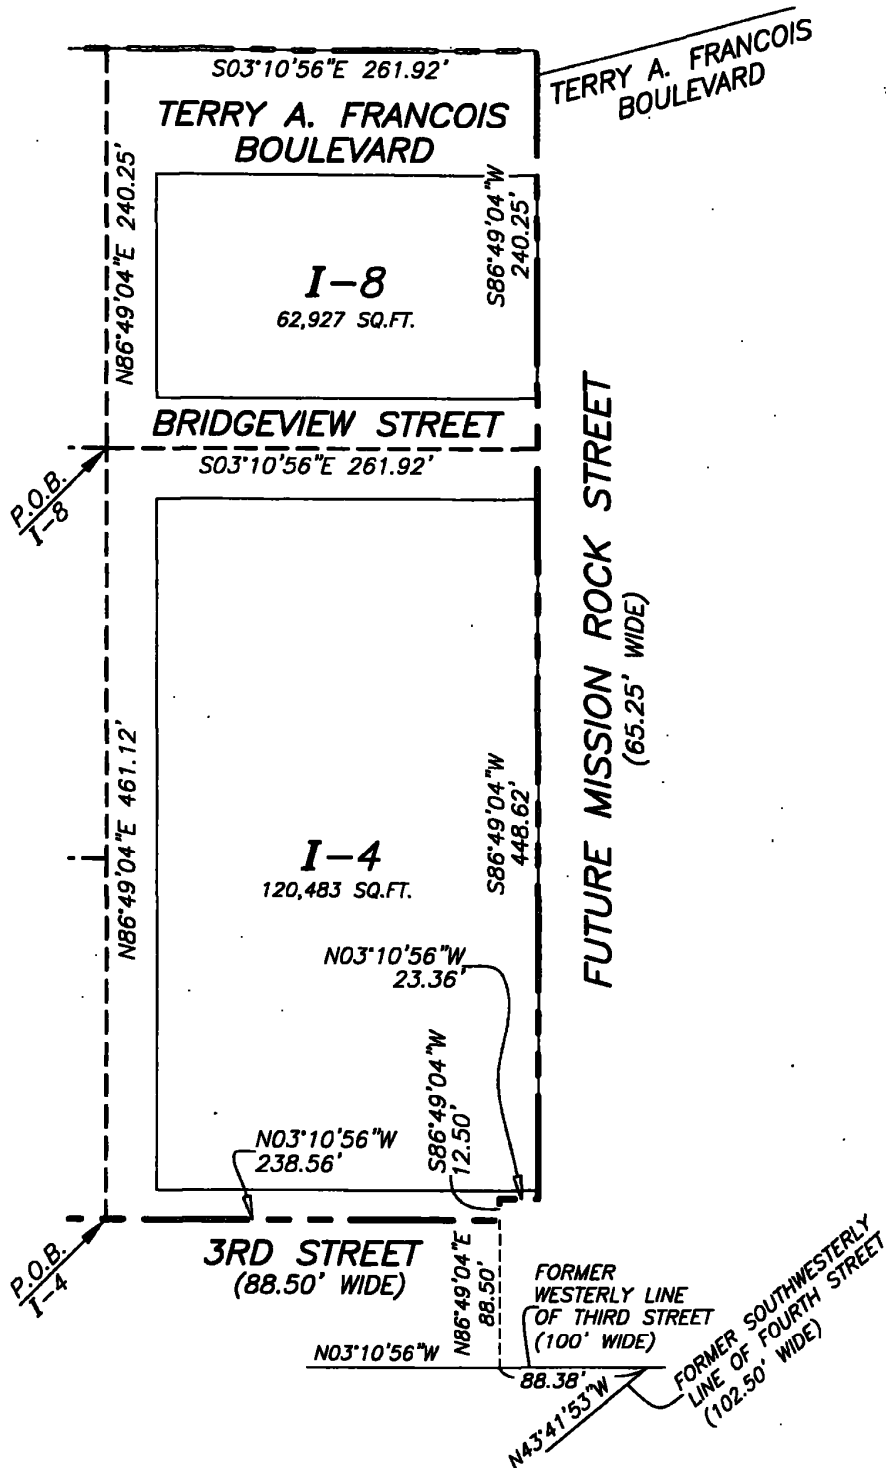 S03°10'56"E 261.92'
TERRY A. FRANCOIS
BOULEVARD
TERRY A. FRANCOIS
BOULEVARD
N86°49'04"E 240.25'
S86°49'04"W
240.25'
I-8
62,927 SQ.FT.
BRIDGEVIEW STREET
S03°10'56"E 261.92'
P.O.B.
I-8
FUTURE MISSION ROCK STREET
(65.25' WIDE)
N86°49'04"E 461.12'
S86°49'04"W
448.62'
I-4
120,483 SQ.FT.
N03°10'56"W
23.36'
S86°49'04"W
12.50'
N03°10'56"W
238.56'
P.O.B.
I-4
3RD STREET
(88.50' WIDE)
N86°49'04"E
88.50'
FORMER
WESTERLY LINE
OF THIRD STREET
(100' WIDE)
N03°10'56"W
88.38'
N43°41'53"W
FORMER SOUTHWESTERLY
LINE OF FOURTH STREET
(102.50' WIDE)